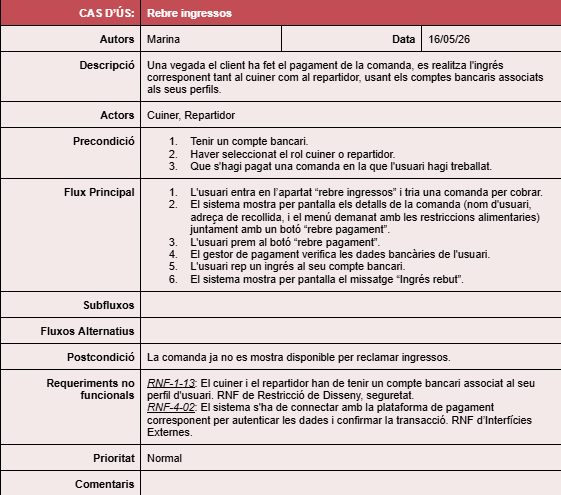 CAS D'ÚS: Rebre ingressos
Autors Marina Data 16/05/26
Descripció Una vegada el client ha fet el pagament de la comanda, es realitza l'ingrés
corresponent tant al cuiner com al repartidor, usant els comptes bancaris associats
als seus perfils.
Actors Cuiner, Repartidor
Precondició 1. Tenir un compte bancari.
2. Haver seleccionat el rol cuiner o repartidor.
3. Que s'hagi pagat una comanda en la que l'usuari hagi treballat.
Flux Principal 1. L'usuari entra en l'apartat “rebre ingressos” i tria una comanda per cobrar.
2. El sistema mostra per pantalla els detalls de la comanda (nom d'usuari,
adreça de recollida, i el menú demanat amb les restriccions alimentaries)
juntament amb un botó “rebre pagament”.
3. L'usuari prem al botó “rebre pagament”.
4. El gestor de pagament verifica les dades bancàries de l'usuari.
5. L'usuari rep un ingrés al seu compte bancari.
6. El sistema mostra per pantalla el missatge “Ingrés rebut”.
Subfluxos
Fluxos Alternatius
Postcondició La comanda ja no es mostra disponible per reclamar ingressos.
Requeriments no RNF-1-13: El cuiner i el repartidor han de tenir un compte bancari associat al seu
funcionals perfil d'usuari. RNF de Restricció de Disseny, seguretat.
RNF-4-02: El sistema s'ha de connectar amb la plataforma de pagament
corresponent per autenticar les dades i confirmar la transacció. RNF d'Interfícies
Externes.
Prioritat Normal
Comentaris